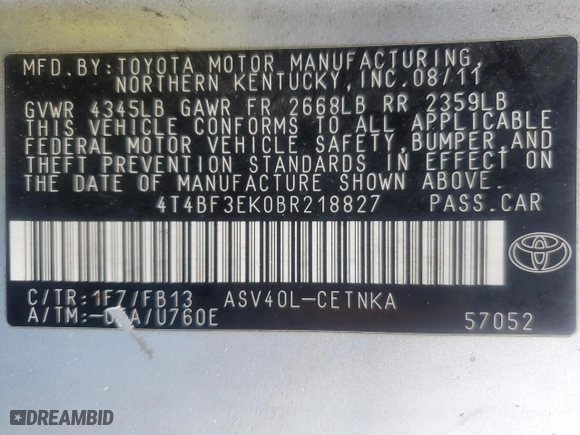 MFD.BY:TOYOTA MOTOR MANUFACTURING,
NORTHERN KENTUCKY,INC.08/11
GVWR 4345LB GAWR FR 2668LB RR 2359LB
THIS VEHICLE CONFORMS TO ALL APPLICABLE
FEDERAL MOTOR VEHICLE SAFETY,BUMPER,AND
THEFT PREVENTION STANDARDS IN EFFECT ON
THE DATE OF MANUFACTURE SHOWN ABOVE.
4T4BF3EK0BR218827 PASS.CAR
C/TR:1F7/FB13 ASV40L-CETNKA
A/TM: /U760E 57052
DREAMBID